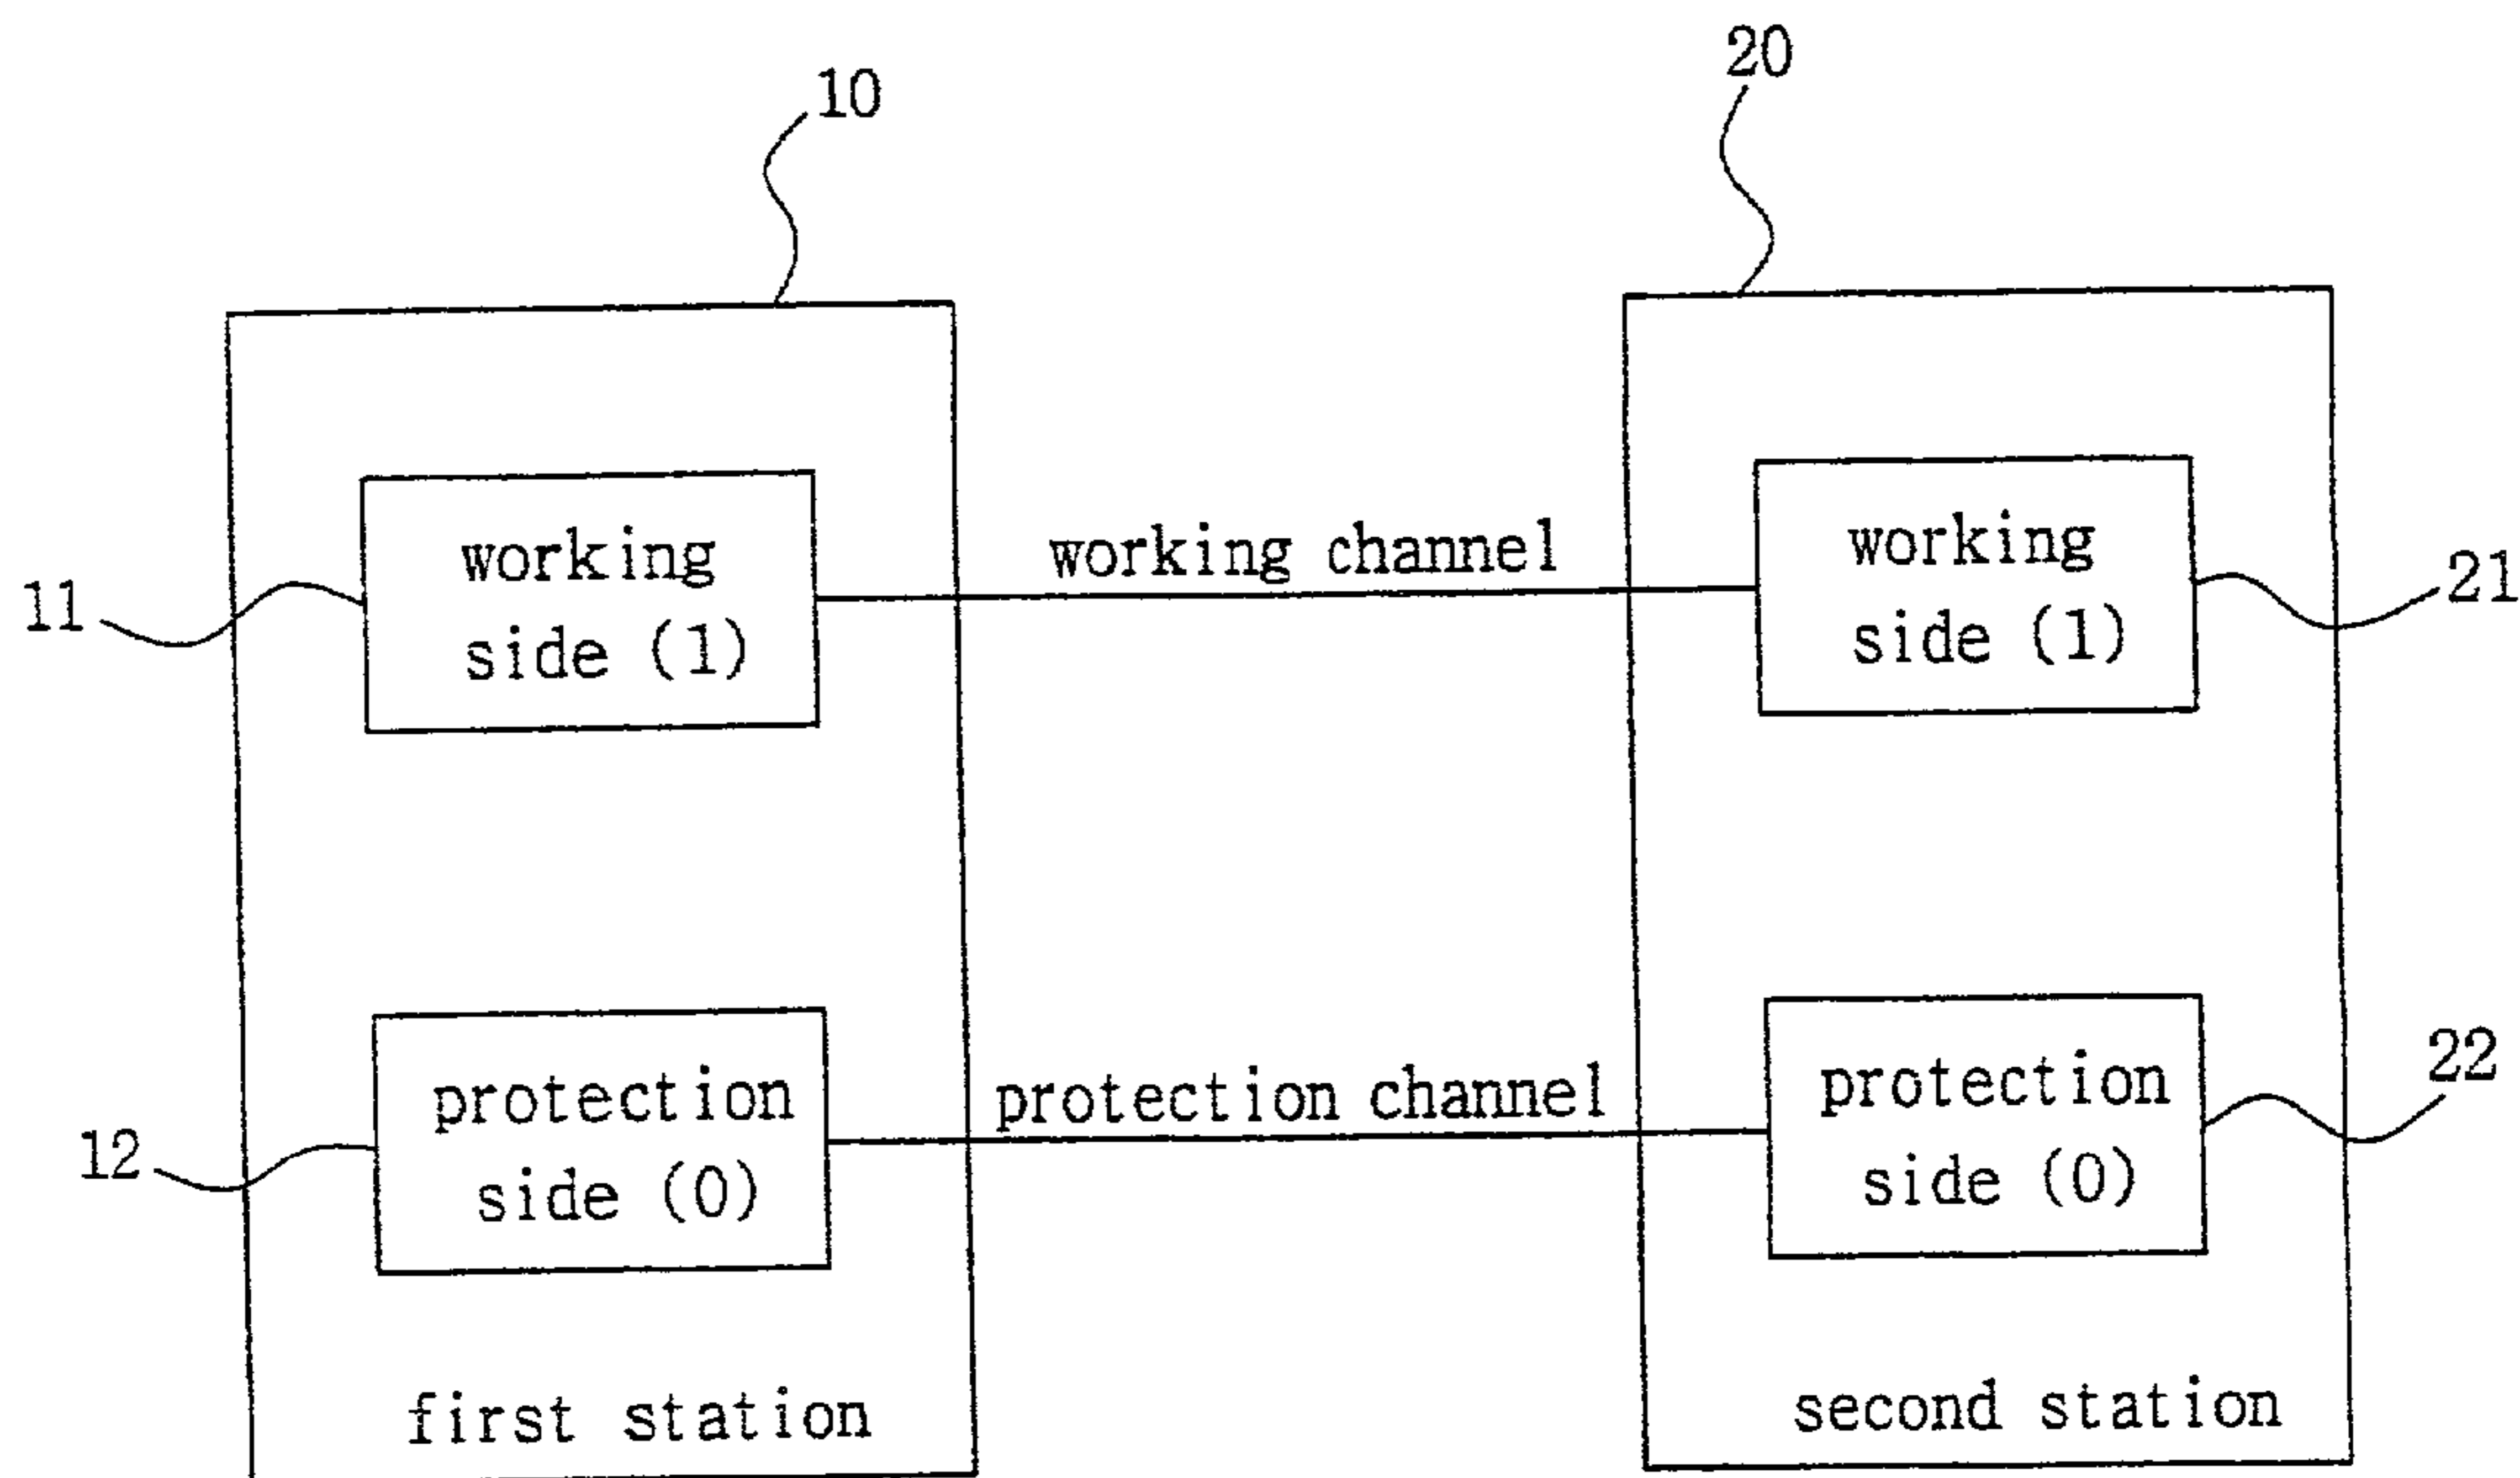 10
20
working
side (1)
working channel
working
side (1)
11
21
protection
side (0)
protection channel
protection
side (0)
12
22
first station
second station